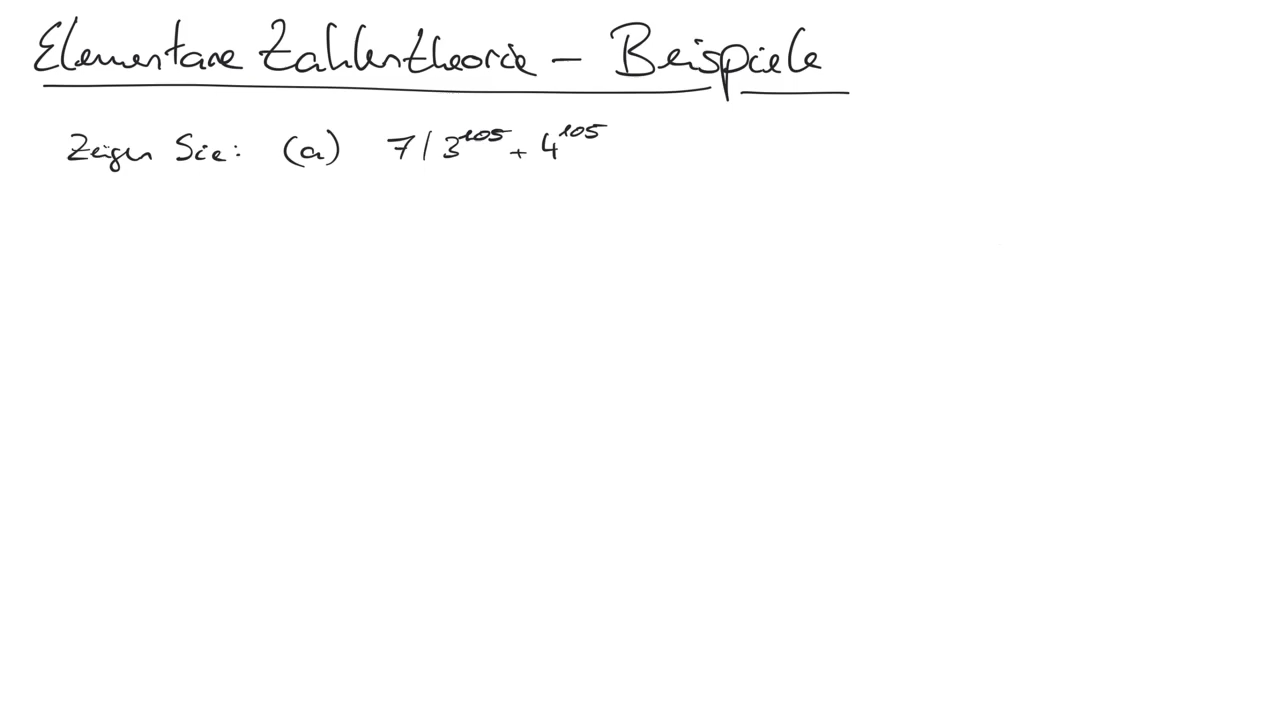 Elementare Zahlentheorie – Beispiele
Zeigen Sie: (a) 7 | 3^105 + 4^105